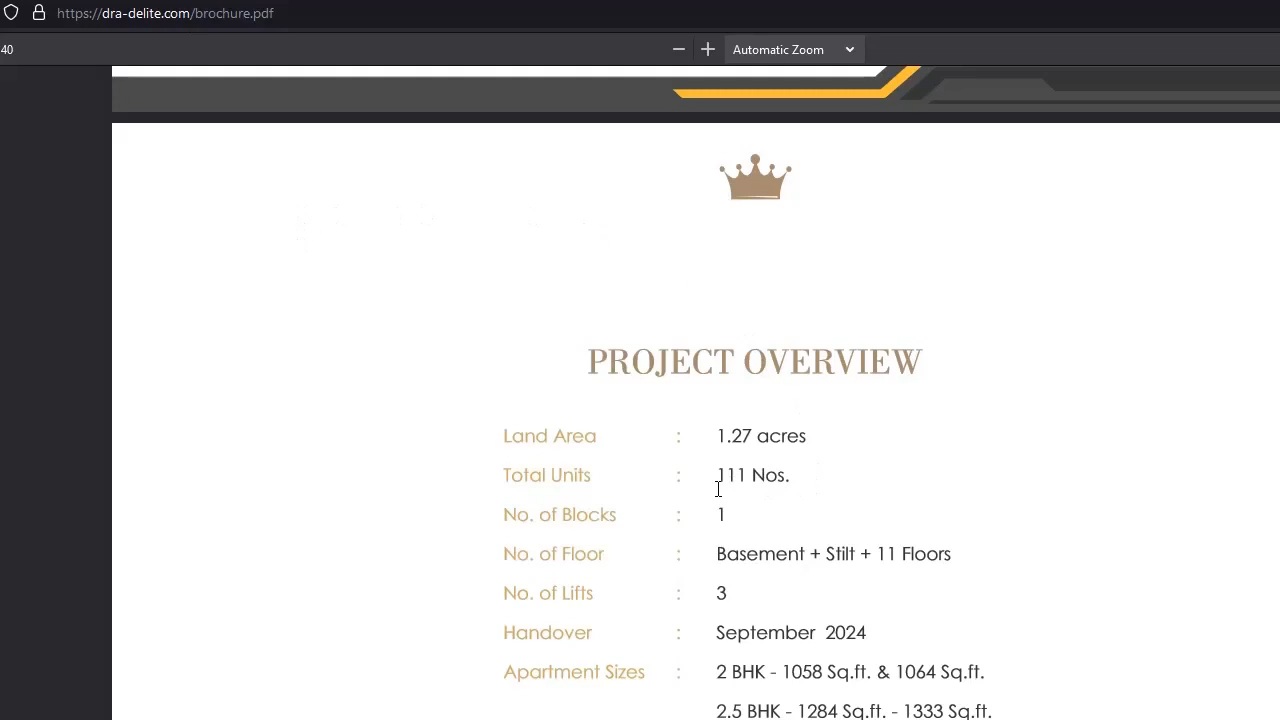 https://dra-delite.com/brochure.pdf
40
Automatic Zoom
PROJECT OVERVIEW
Land Area : 1.27 acres
Total Units : 111 Nos.
No. of Blocks : 1
No. of Floor : Basement + Stilt + 11 Floors
No. of Lifts : 3
Handover : September 2024
Apartment Sizes : 2 BHK - 1058 Sq.ft. & 1064 Sq.ft.
2.5 BHK - 1284 Sq.ft. - 1333 Sq.ft.